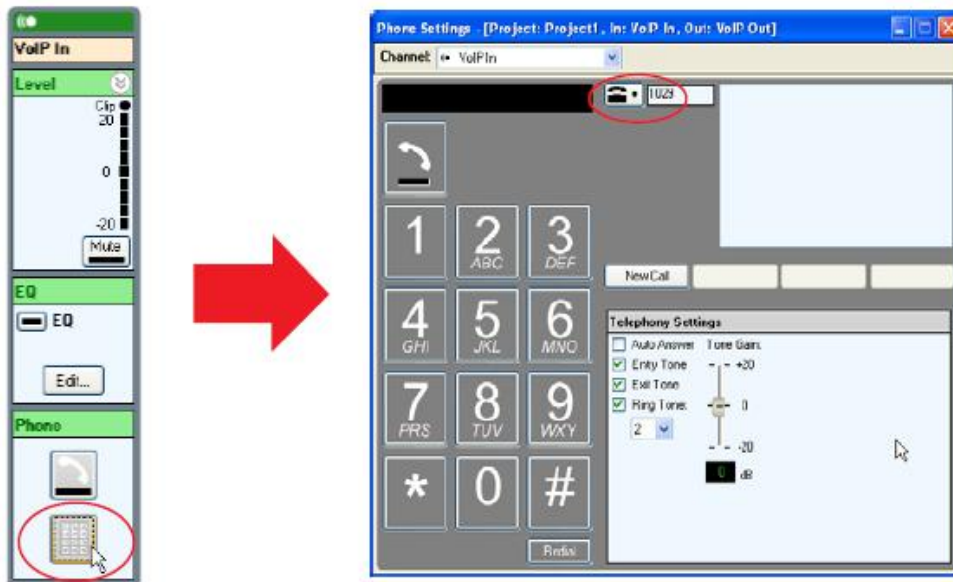 VoIP In
Level
Clip
20
0
-20
Mute
EQ
EQ
Edit...
Phone
Phone Settings - [Project: Project1, In: VoIP In, Out: VoIP Out]
Channel: VoIPIn
1029
1
2
ABC
3
DEF
4
GHI
5
JKL
6
MNO
7
PRS
8
TUV
9
WXY
*
0
#
Redial
New Call
Telephony Settings
Auto Answer Tone Gain:
Entry Tone +20
Exit Tone
Ring Tone: 0
2
-20
0 dB